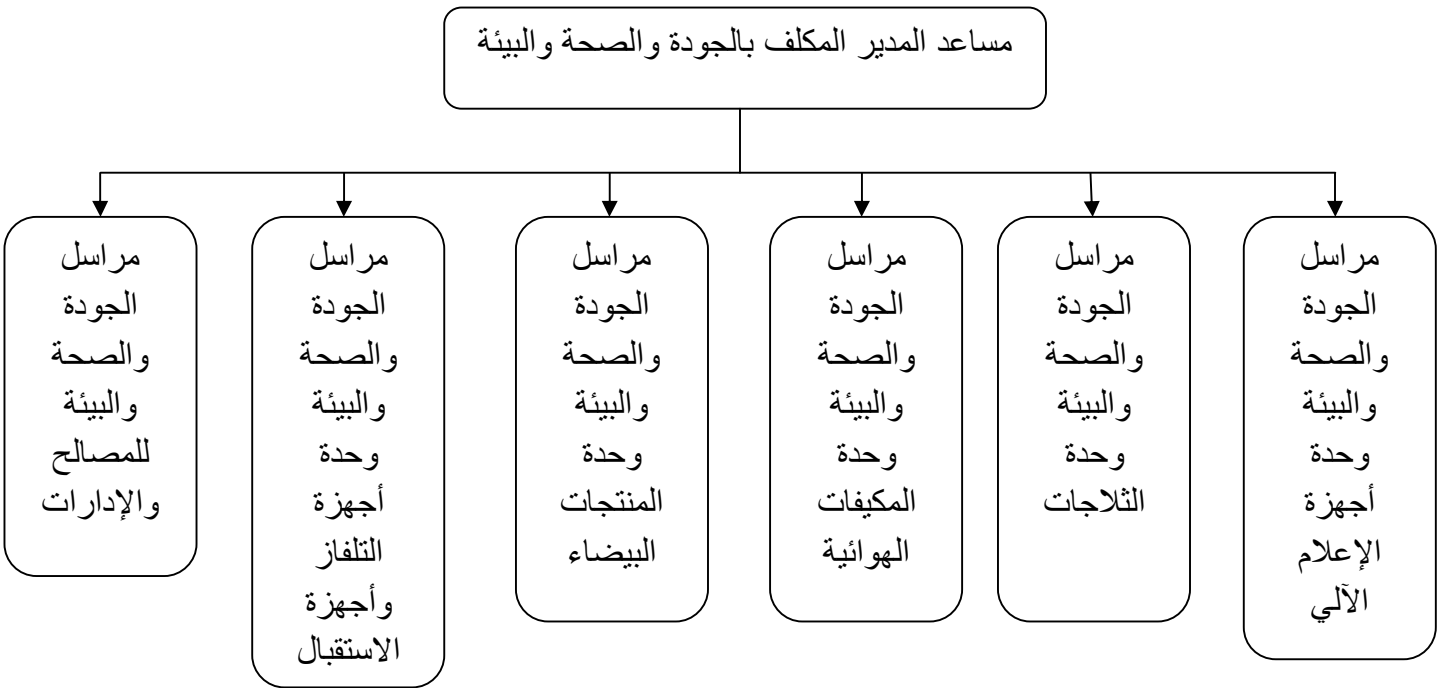 مساعد المدير المكلف بالجودة والصحة والبيئة
مراسل
الجودة
والصحة
والبيئة
وحدة
أجهزة
الإعلام
الآلي
مراسل
الجودة
والصحة
والبيئة
وحدة
الثلاجات
مراسل
الجودة
والصحة
والبيئة
وحدة
المكيفات
الهوائية
مراسل
الجودة
والصحة
والبيئة
وحدة
المنتجات
البيضاء
مراسل
الجودة
والصحة
والبيئة
وحدة
أجهزة
التلفاز
وأجهزة
الاستقبال
مراسل
الجودة
والصحة
والبيئة
للمصالح
والإدارات